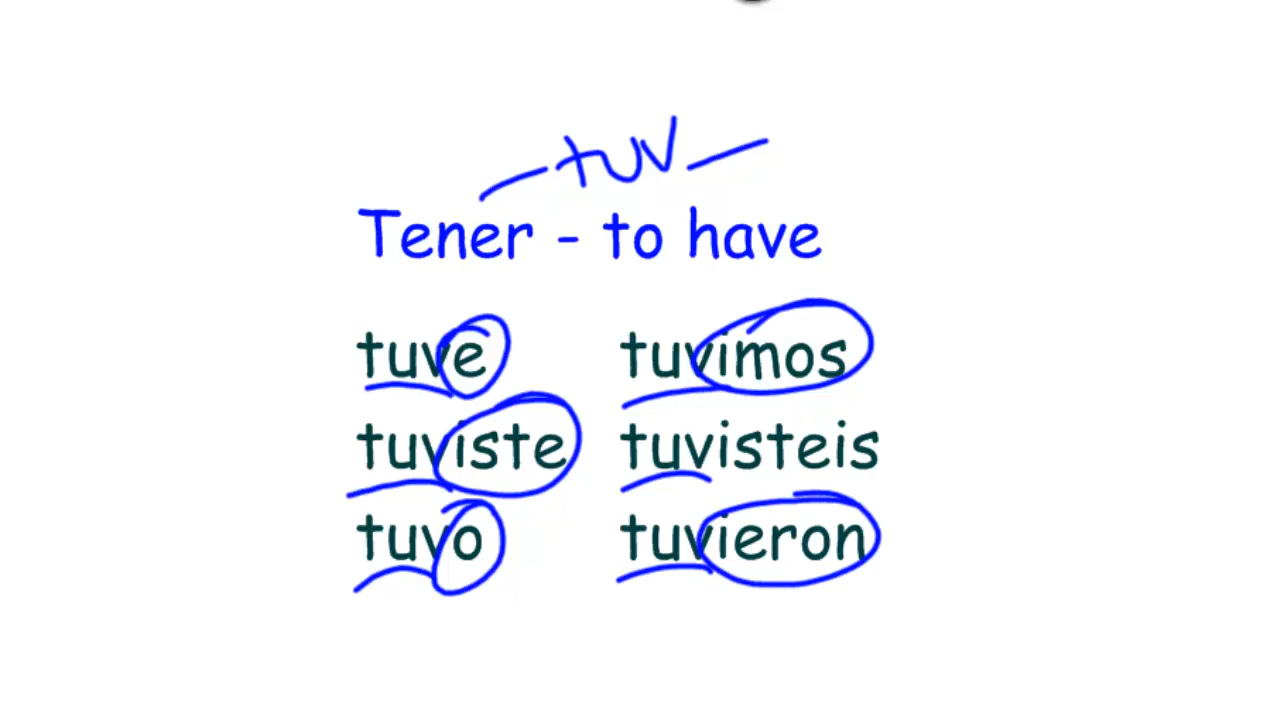 tuv
Tener - to have
tuve tuvimos
tuviste tuvisteis
tuvo tuvieron